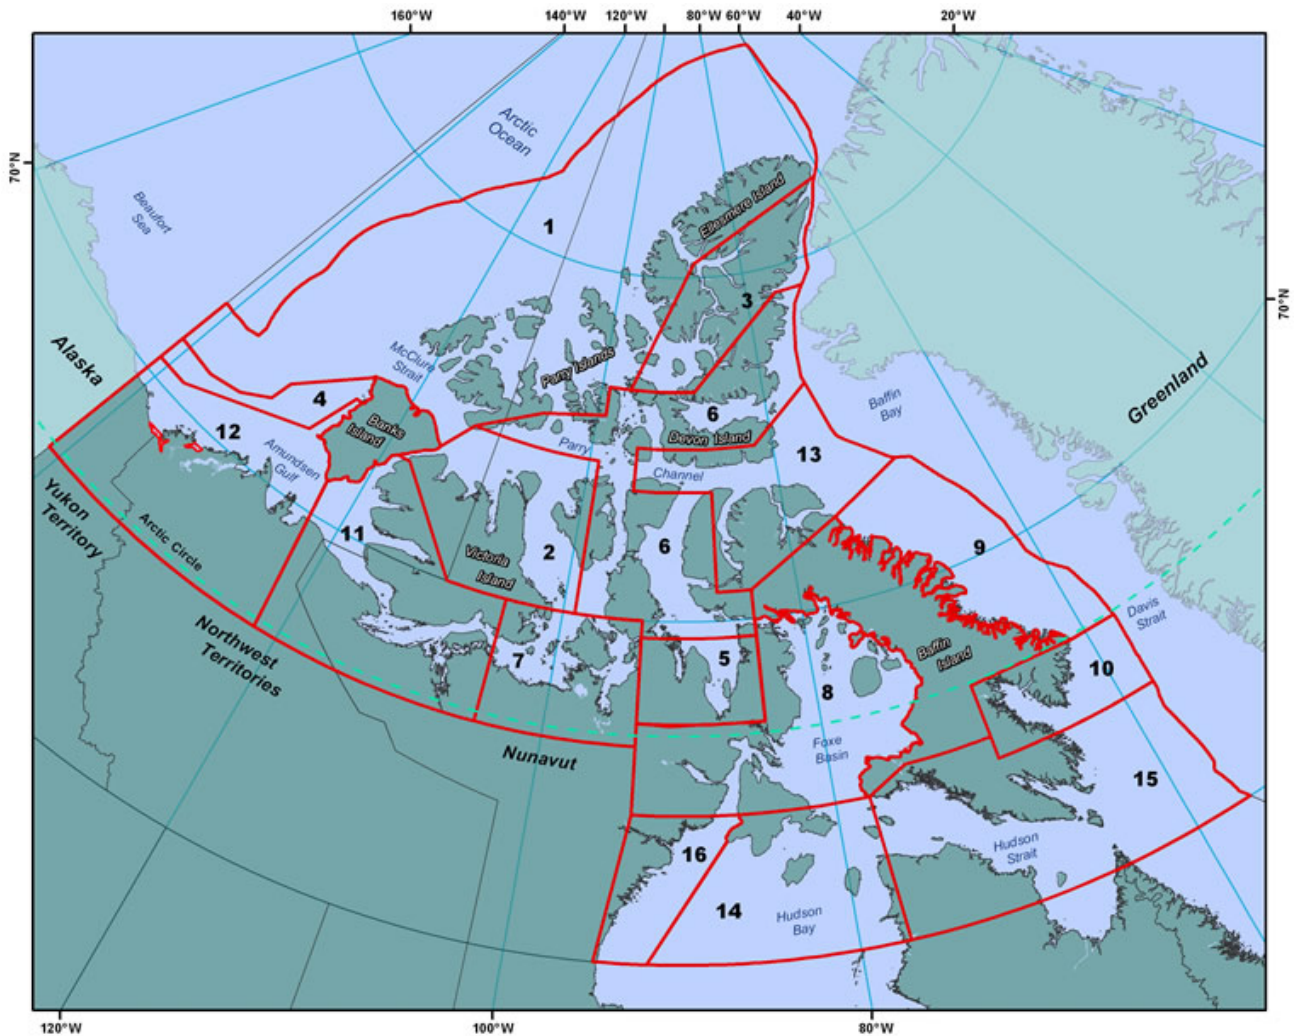 160°W 140°W 120°W 80°W 60°W 40°W 20°W
70°N
Arctic
Ocean
Beaufort
Sea
1
Ellesmere Island
3
70°N
McClure
Strait
Parry Islands
Alaska
4
Banks
Island
6
Devon Island
Baffin
Bay
Greenland
12
Amundsen
Gulf
Parry
Channel
13
Yukon
Territory
Arctic Circle
11
Victoria
Island
2
6
9
Davis
Strait
Northwest
Territories
7
5
8
Baffin
Island
10
Nunavut
Foxe
Basin
15
16
Hudson
Strait
14
Hudson
Bay
120°W 100°W 80°W